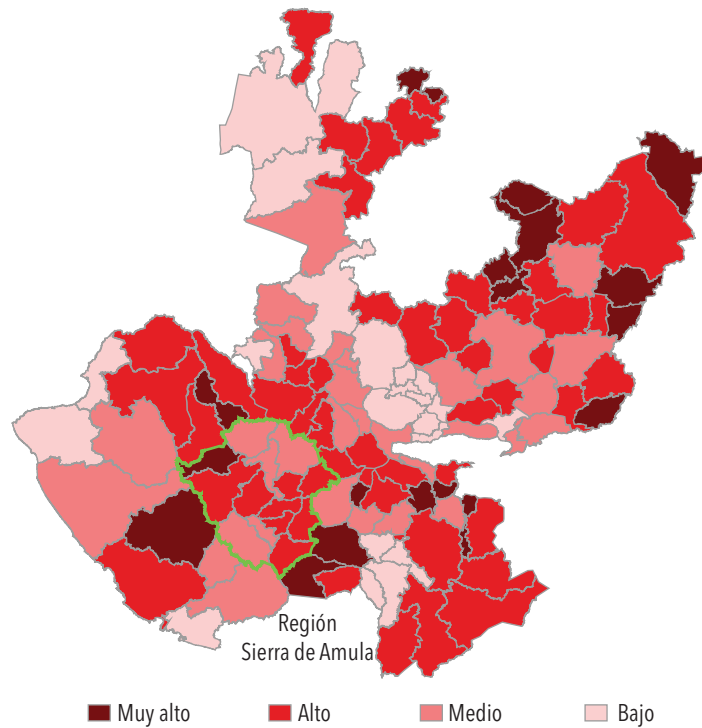 Región
Sierra de Amula
Muy alto
Alto
Medio
Bajo